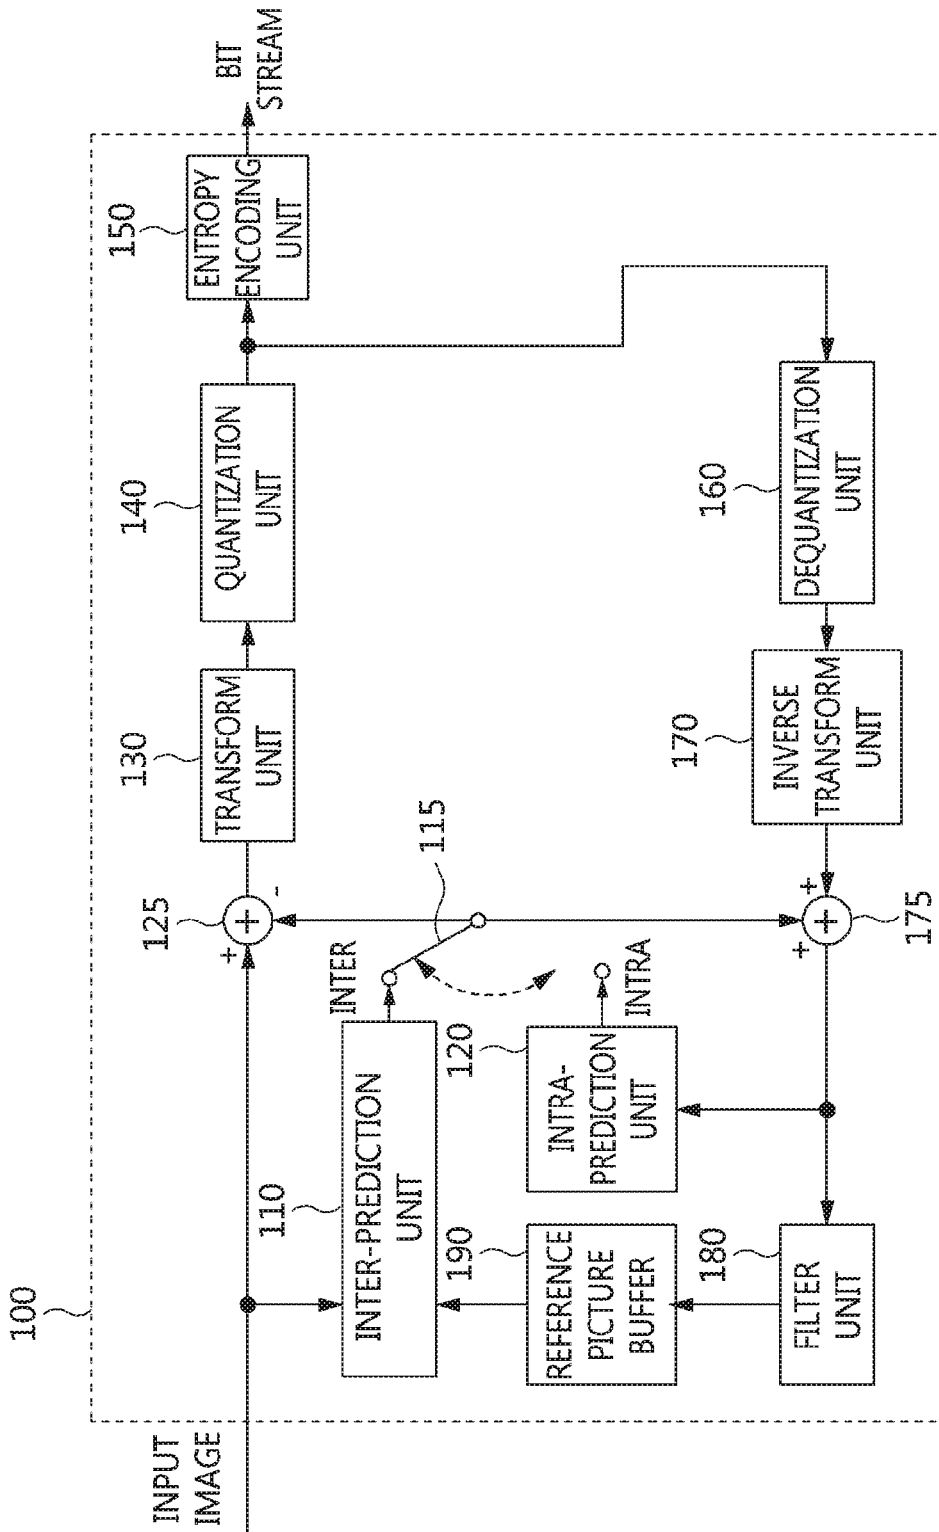 100
INPUT
IMAGE
125
+
+
-
130
TRANSFORM
UNIT
140
QUANTIZATION
UNIT
150
ENTROPY
ENCODING
UNIT
BIT
STREAM
110
INTER-PREDICTION
UNIT
INTER
115
190
REFERENCE
PICTURE
BUFFER
120
INTRA-
PREDICTION
UNIT
INTRA
180
FILTER
UNIT
+
+
+
175
170
INVERSE
TRANSFORM
UNIT
160
DEQUANTIZATION
UNIT